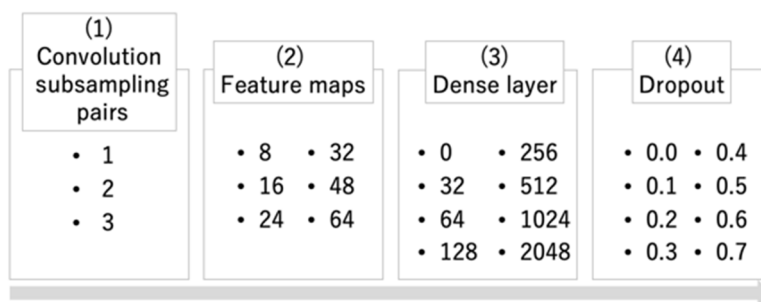 (1)
Convolution
subsampling
pairs
• 1
• 2
• 3
(2)
Feature maps
• 8 • 32
• 16 • 48
• 24 • 64
(3)
Dense layer
• 0 • 256
• 32 • 512
• 64 • 1024
• 128 • 2048
(4)
Dropout
• 0.0 • 0.4
• 0.1 • 0.5
• 0.2 • 0.6
• 0.3 • 0.7